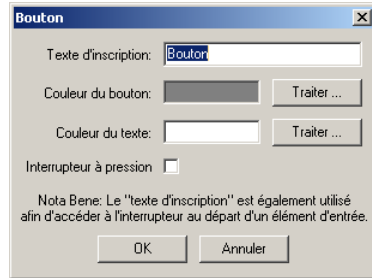 Bouton
Texte d'inscription: Bouton
Couleur du bouton: Traiter ...
Couleur du texte: Traiter ...
Interrupteur à pression
Nota Bene: Le "texte d'inscription" est également utilisé
afin d'accéder à l'interrupteur au départ d'un élément d'entrée.
OK Annuler